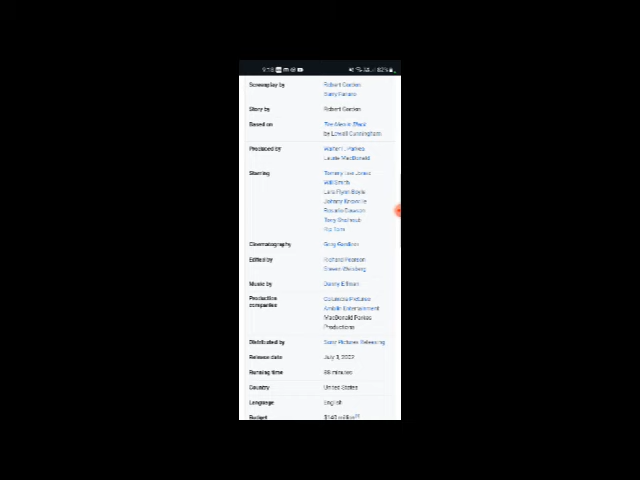 Screenplay by Robert Gordon
Barry Fanaro
Story by Robert Gordon
Based on The Men in Black
by Lowell Cunningham
Produced by Walter F. Parkes
Laurie MacDonald
Starring Tommy Lee Jones
Will Smith
Lara Flynn Boyle
Johnny Knoxville
Rosario Dawson
Tony Shalhoub
Rip Torn
Cinematography Greg Gardiner
Edited by Richard Pearson
Steven Weisberg
Music by Danny Elfman
Production Columbia Pictures
companies Amblin Entertainment
MacDonald Parkes
Productions
Distributed by Sony Pictures Releasing
Release date July 3, 2002
Running time 88 minutes
Country United States
Language English
Budget $140 million